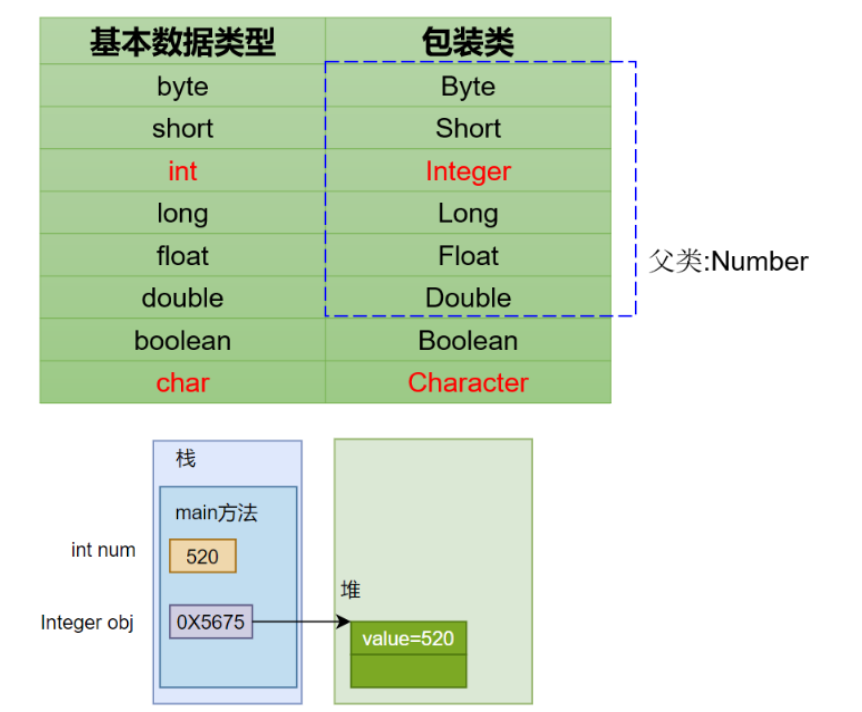 基本数据类型 包装类
byte Byte
short Short
int Integer
long Long
float Float
父类:Number
double Double
boolean Boolean
char Character
栈
main方法
int num 520
堆
Integer obj 0X5675
value=520